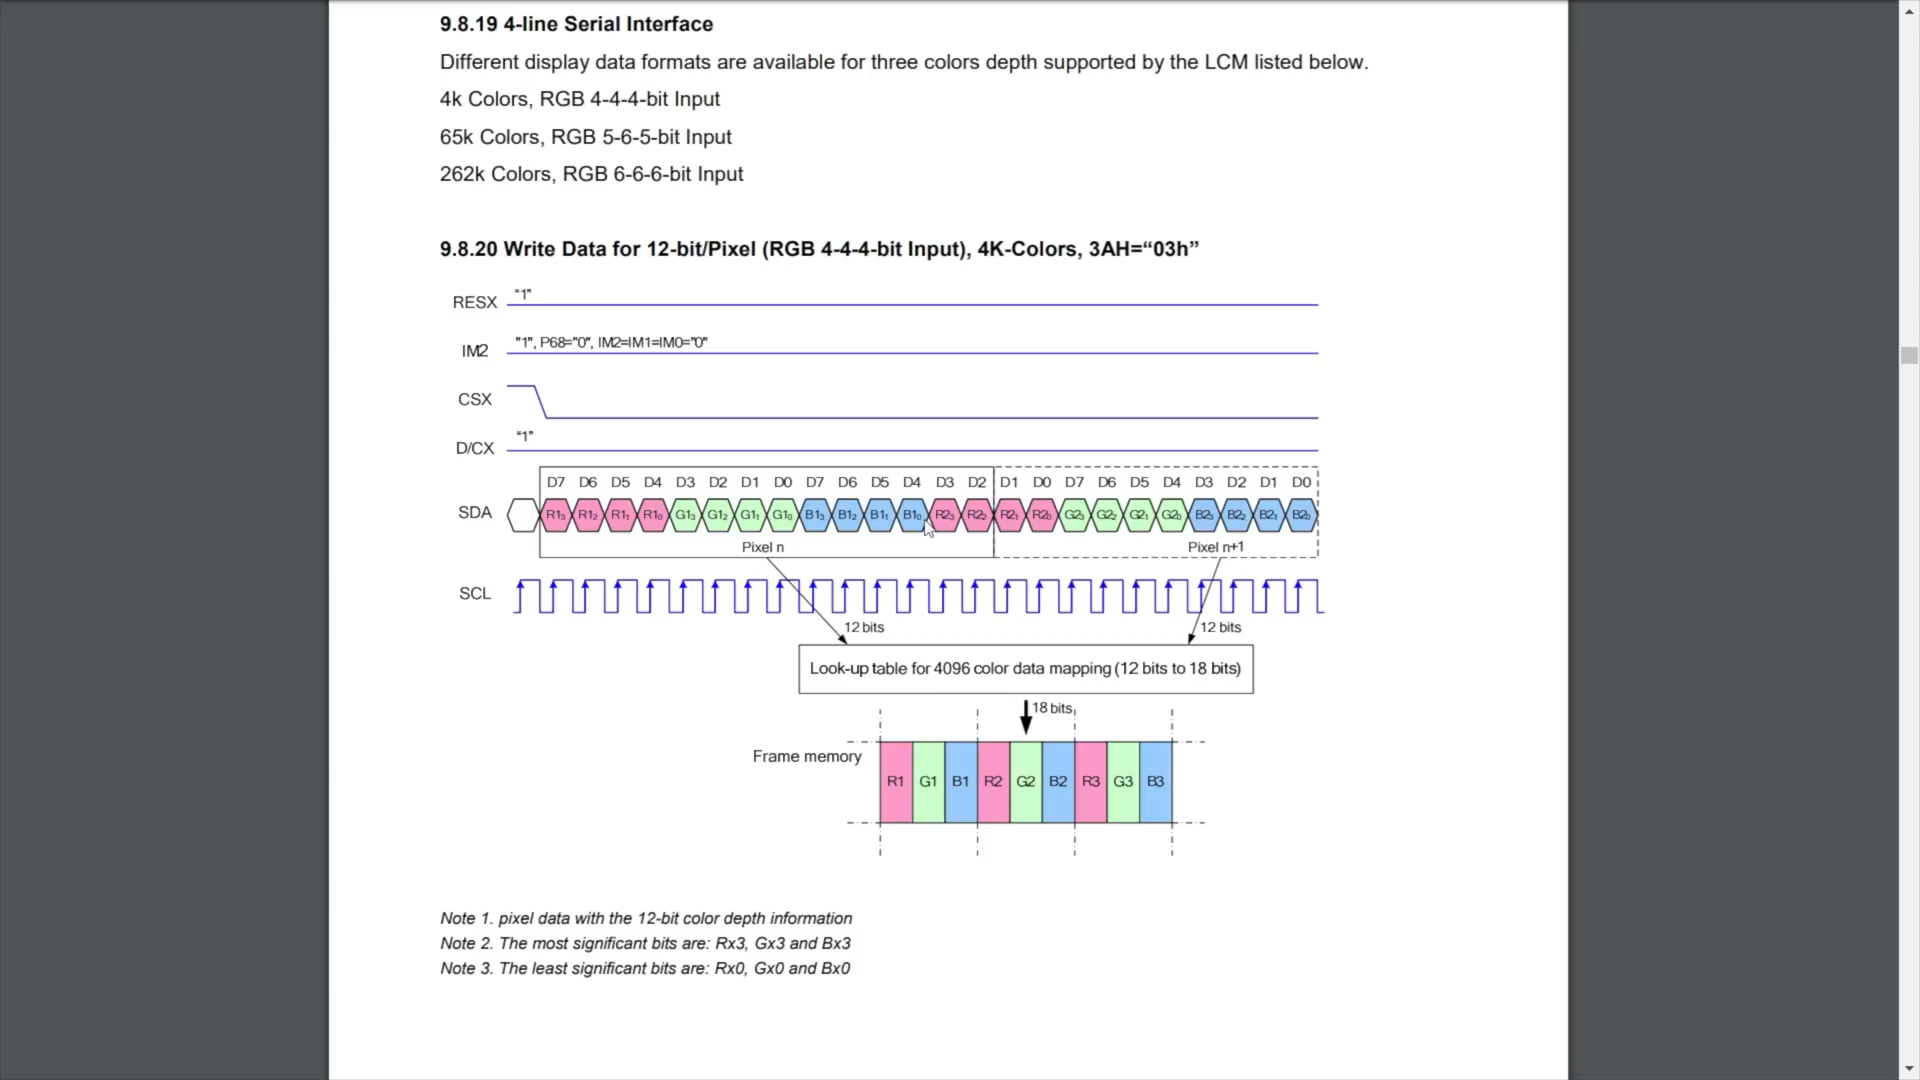 9.8.19 4-line Serial Interface
Different display data formats are available for three colors depth supported by the LCM listed below.
4k Colors, RGB 4-4-4-bit Input
65k Colors, RGB 5-6-5-bit Input
262k Colors, RGB 6-6-6-bit Input
9.8.20 Write Data for 12-bit/Pixel (RGB 4-4-4-bit Input), 4K-Colors, 3AH=“03h”
RESX “1”
IM2 "1", P68="0", IM2=IM1=IM0="0"
CSX
D/CX “1”
D7 D6 D5 D4 D3 D2 D1 D0 D7 D6 D5 D4 D3 D2 D1 D0 D7 D6 D5 D4 D3 D2 D1 D0
SDA R1₃ R1₂ R1₁ R1₀ G1₃ G1₂ G1₁ G1₀ B1₃ B1₂ B1₁ B1₀ R2₃ R2₂ R2₁ R2₀ G2₃ G2₂ G2₁ G2₀ B2₃ B2₂ B2₁ B2₀
Pixel n Pixel n+1
SCL
12 bits 12 bits
Look-up table for 4096 color data mapping (12 bits to 18 bits)
18 bits
Frame memory
R1 G1 B1 R2 G2 B2 R3 G3 B3
Note 1. pixel data with the 12-bit color depth information
Note 2. The most significant bits are: Rx3, Gx3 and Bx3
Note 3. The least significant bits are: Rx0, Gx0 and Bx0